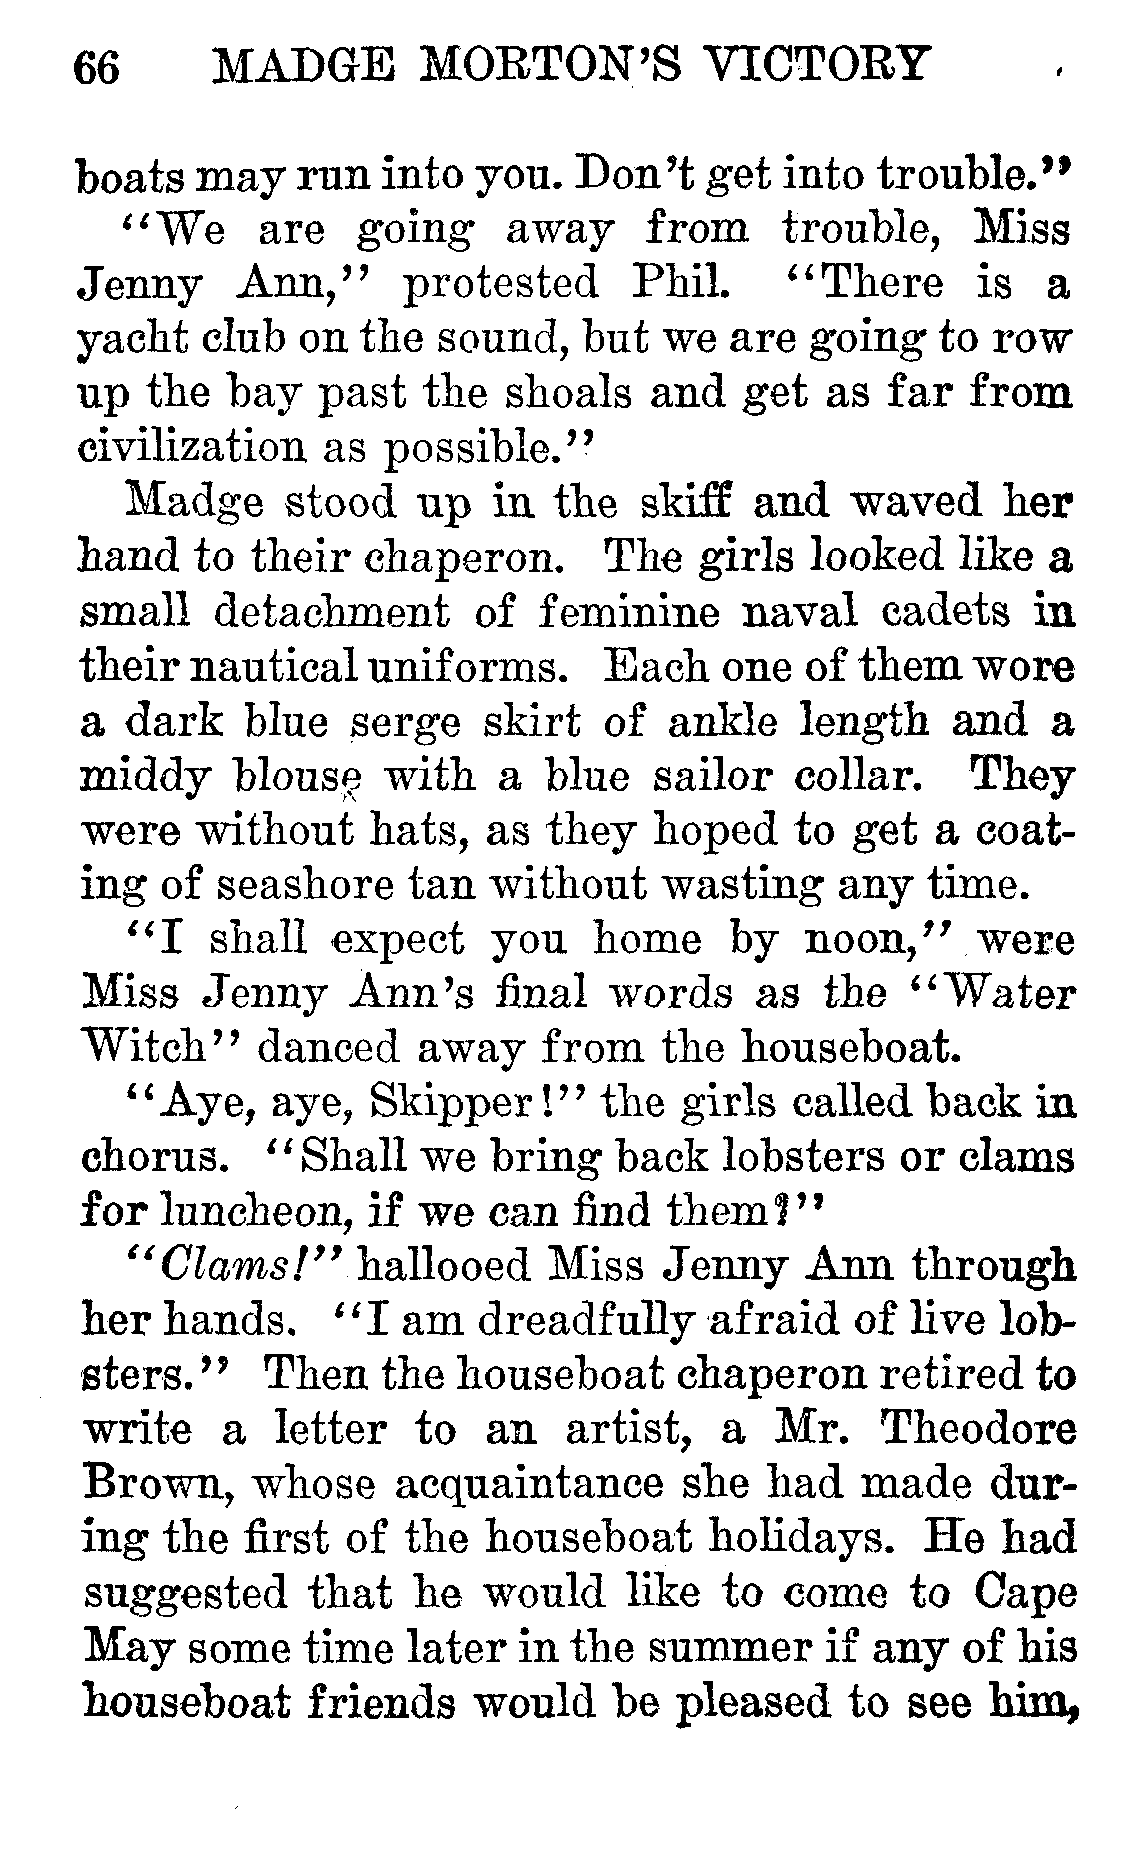 66 MADGE MORTON'S VICTORY
boats may run into you. Don't get into trouble."
"We are going away from trouble, Miss
Jenny Ann," protested Phil. "There is a
yacht club on the sound, but we are going to row
up the bay past the shoals and get as far from
civilization as possible."
Madge stood up in the skiff and waved her
hand to their chaperon. The girls looked like a
small detachment of feminine naval cadets in
their nautical uniforms. Each one of them wore
a dark blue serge skirt of ankle length and a
middy blouse with a blue sailor collar. They
were without hats, as they hoped to get a coat-
ing of seashore tan without wasting any time.
"I shall expect you home by noon," were
Miss Jenny Ann's final words as the "Water
Witch" danced away from the houseboat.
"Aye, aye, Skipper!" the girls called back in
chorus. "Shall we bring back lobsters or clams
for luncheon, if we can find them?"
"Clams!" hallooed Miss Jenny Ann through
her hands. "I am dreadfully afraid of live lob-
sters." Then the houseboat chaperon retired to
write a letter to an artist, a Mr. Theodore
Brown, whose acquaintance she had made dur-
ing the first of the houseboat holidays. He had
suggested that he would like to come to Cape
May some time later in the summer if any of his
houseboat friends would be pleased to see him,